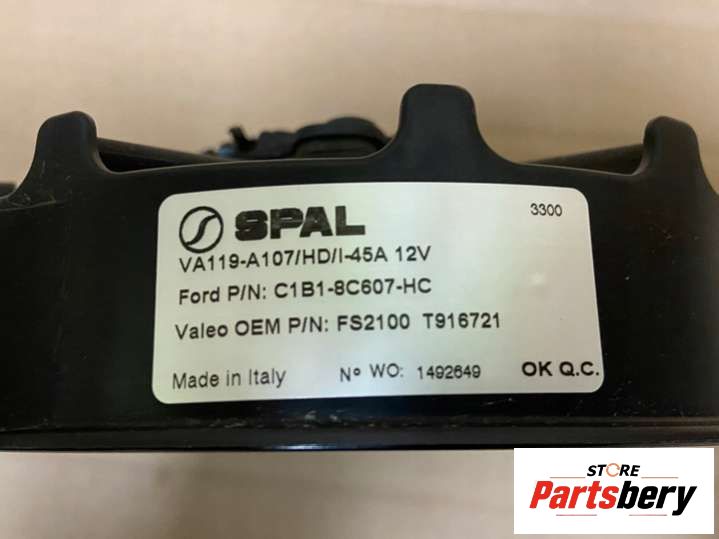 SPAL
3300
VA119-A107/HD/I-45A 12V
Ford P/N: C1B1-8C607-HC
Valeo OEM P/N: FS2100 T916721
Made in Italy Nº WO: 1492649 OK Q.C.
STORE
Partsbery